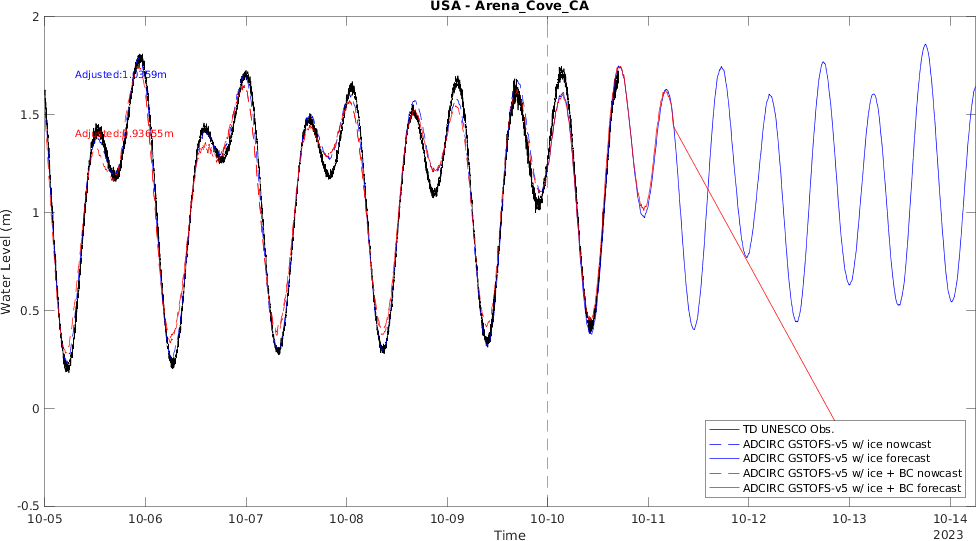 USA - Arena_Cove_CA
2
1.5
1
0.5
0
-0.5
Water Level (m)
Adjusted:1.0359m
Adjusted:0.93655m
TD UNESCO Obs.
ADCIRC GSTOFS-v5 w/ ice nowcast
ADCIRC GSTOFS-v5 w/ ice forecast
ADCIRC GSTOFS-v5 w/ ice + BC nowcast
ADCIRC GSTOFS-v5 w/ ice + BC forecast
10-05 10-06 10-07 10-08 10-09 10-10 10-11 10-12 10-13 10-14
2023
Time